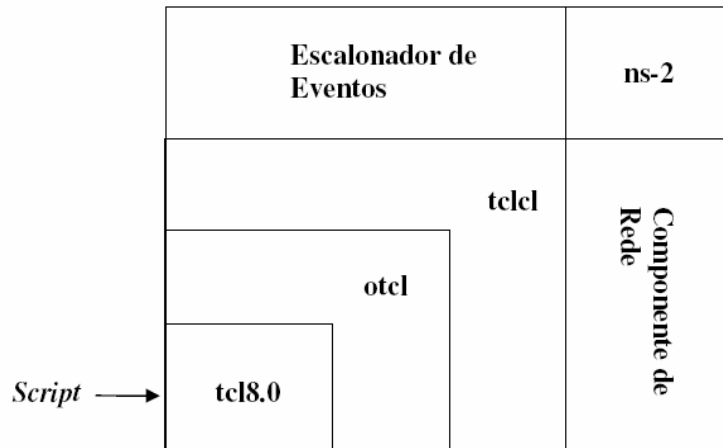 Escalonador de
Eventos
ns-2
tclcl
Componente de
Rede
otcl
Script
tcl8.0